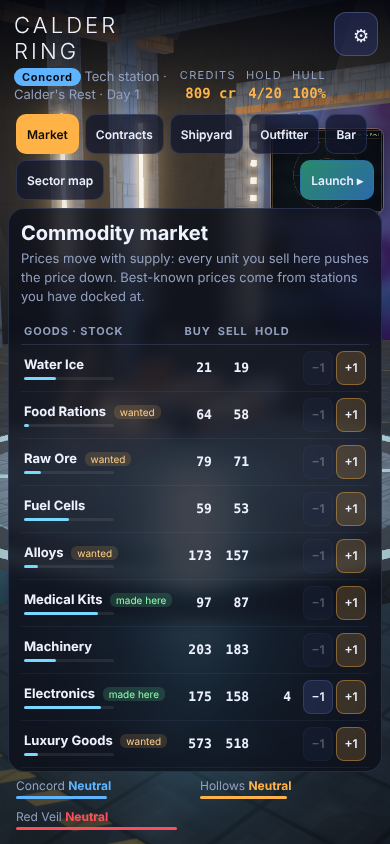 CALDER
RING
Concord Tech station ·
Calder's Rest · Day 1
CREDITS HOLD HULL
809 cr 4/20 100%
⚙
Market Contracts Shipyard Outfitter Bar
Sector map Launch ▸
Commodity market
Prices move with supply: every unit you sell here pushes
the price down. Best-known prices come from stations
you have docked at.
GOODS · STOCK BUY SELL HOLD
Water Ice 21 19 −1 +1
Food Rations wanted 64 58 −1 +1
Raw Ore wanted 79 71 −1 +1
Fuel Cells 59 53 −1 +1
Alloys wanted 173 157 −1 +1
Medical Kits made here 97 87 −1 +1
Machinery 203 183 −1 +1
Electronics made here 175 158 4 −1 +1
Luxury Goods wanted 573 518 −1 +1
Concord Neutral Hollows Neutral
Red Veil Neutral